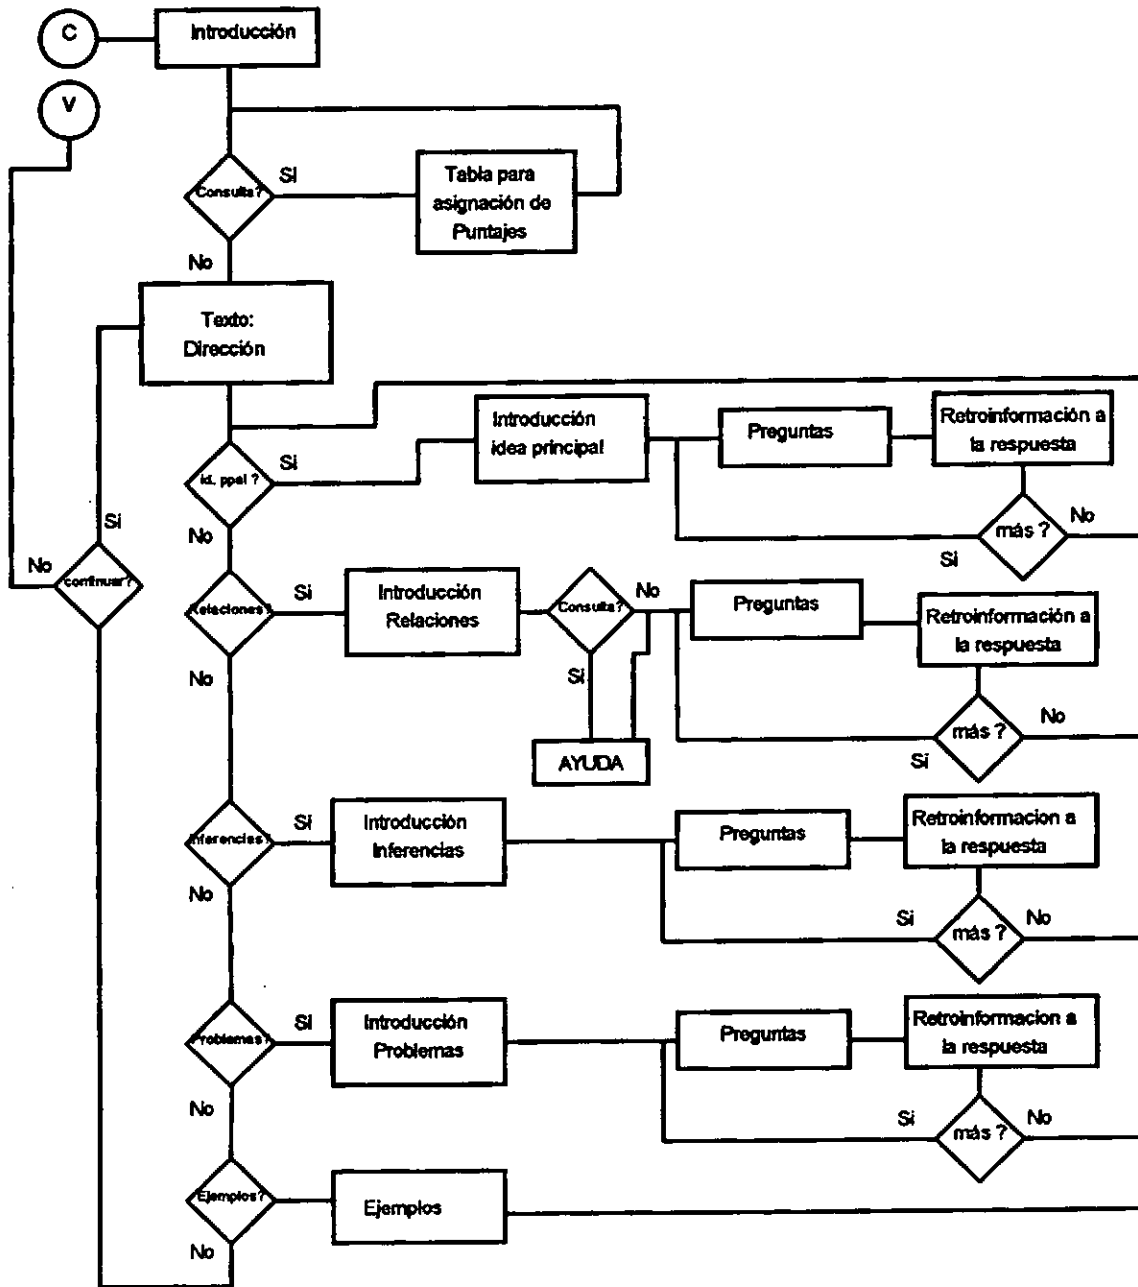 C
Introducción
V
Si
Consulta?
Tabla para
asignación de
Puntajes
No
Texto:
Dirección
Introducción
idea principal
Preguntas
Retroinformación a
la respuesta
Si
id. ppal ?
No
más ?
No
Si
Si
No
continuar?
Relaciones?
Si
Introducción
Relaciones
Consulta?
No
Preguntas
Retroinformación a
la respuesta
Si
No
más ?
No
Si
AYUDA
Inferencias?
Si
Introducción
Inferencias
Preguntas
Retroinformacion a
la respuesta
No
Si
más ?
No
Problemas?
Si
Introducción
Problemas
Preguntas
Retroinformacion a
la respuesta
No
Si
más ?
No
Ejemplos?
Ejemplos
No